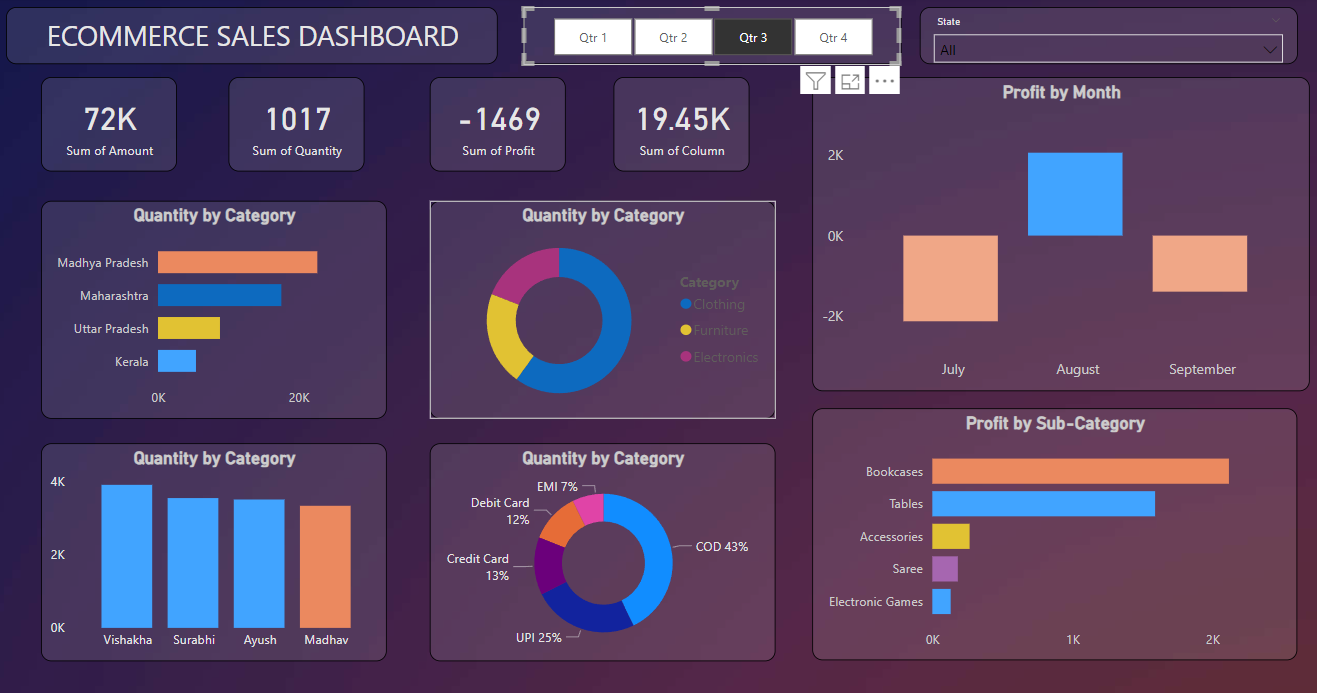 ECOMMERCE SALES DASHBOARD
Qtr 1
Qtr 2
Qtr 3
Qtr 4
State
All
72K
Sum of Amount
1017
Sum of Quantity
-1469
Sum of Profit
19.45K
Sum of Column
Profit by Month
2K
0K
-2K
July
August
September
Quantity by Category
Madhya Pradesh
Maharashtra
Uttar Pradesh
Kerala
0K
20K
Quantity by Category
Category
Clothing
Furniture
Electronics
Quantity by Category
4K
2K
0K
Vishakha
Surabhi
Ayush
Madhav
Quantity by Category
EMI 7%
Debit Card
12%
Credit Card
13%
UPI 25%
COD 43%
Profit by Sub-Category
Bookcases
Tables
Accessories
Saree
Electronic Games
0K
1K
2K